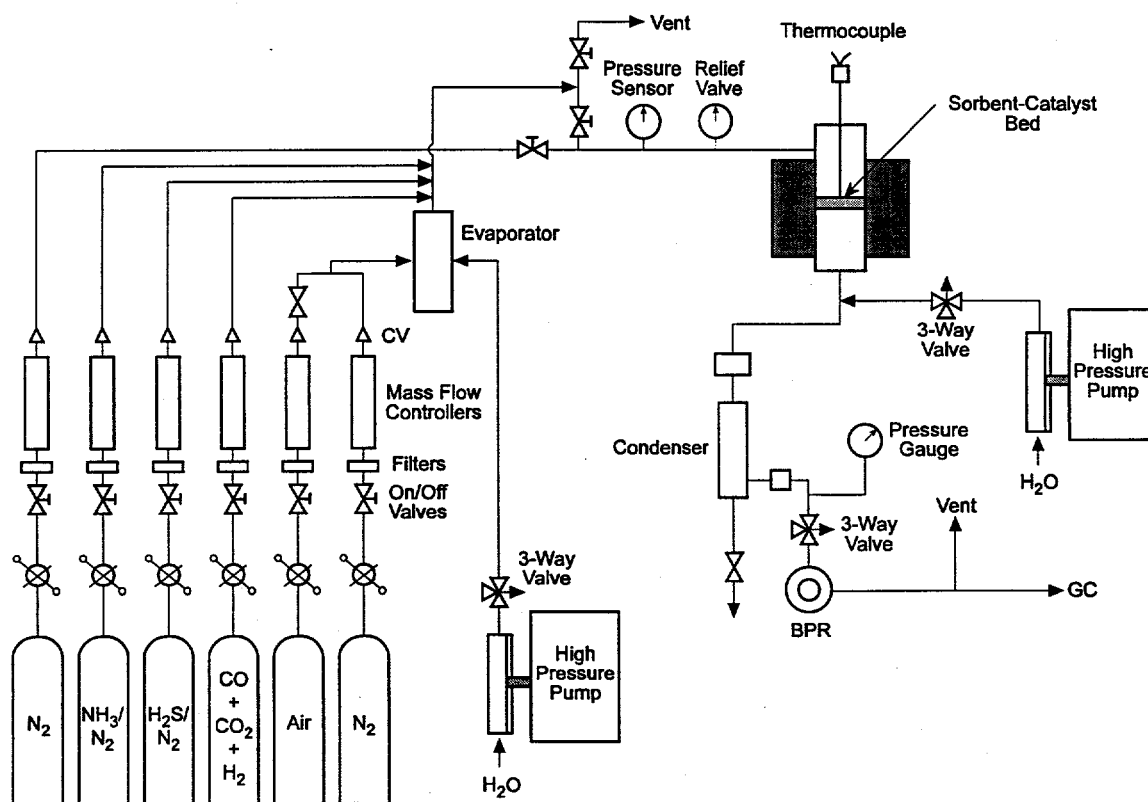 Vent
Thermocouple
Pressure
Sensor
Relief
Valve
Sorbent-Catalyst
Bed
Evaporator
CV
3-Way
Valve
High
Pressure
Pump
Mass Flow
Controllers
Condenser
Pressure
Gauge
H2O
Filters
On/Off
Valves
Vent
3-Way
Valve
3-Way
Valve
GC
BPR
High
Pressure
Pump
N2
NH3/
N2
H2S/
N2
CO
+
CO2
+
H2
Air
N2
H2O